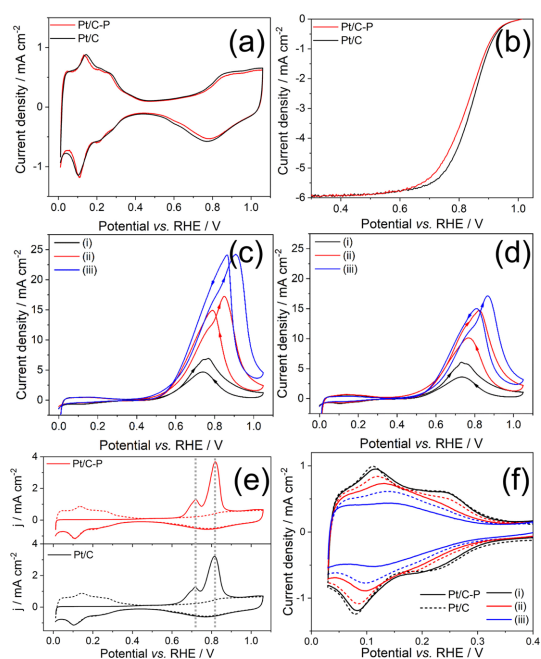 (a)
Pt/C-P
Pt/C
Current density / mA cm-2
1
0
-1
0.0 0.2 0.4 0.6 0.8 1.0
Potential vs. RHE / V
(b)
Pt/C-P
Pt/C
Current density / mA cm-2
0
-1
-2
-3
-4
-5
-6
0.4 0.6 0.8 1.0
Potential vs. RHE / V
(c)
(i)
(ii)
(iii)
Current density / mA cm-2
25
20
15
10
5
0
0.0 0.2 0.4 0.6 0.8 1.0
Potential vs. RHE / V
(d)
(i)
(ii)
(iii)
Current density / mA cm-2
25
20
15
10
5
0
0.0 0.2 0.4 0.6 0.8 1.0
Potential vs. RHE / V
(e)
Pt/C-P
j / mA cm-2
4
2
0
Pt/C
j / mA cm-2
4
2
0
0.0 0.2 0.4 0.6 0.8 1.0
Potential vs. RHE / V
(f)
Current density / mA cm-2
1
0
-1
Pt/C-P
Pt/C
(i)
(ii)
(iii)
0.0 0.1 0.2 0.3 0.4
Potential vs. RHE / V